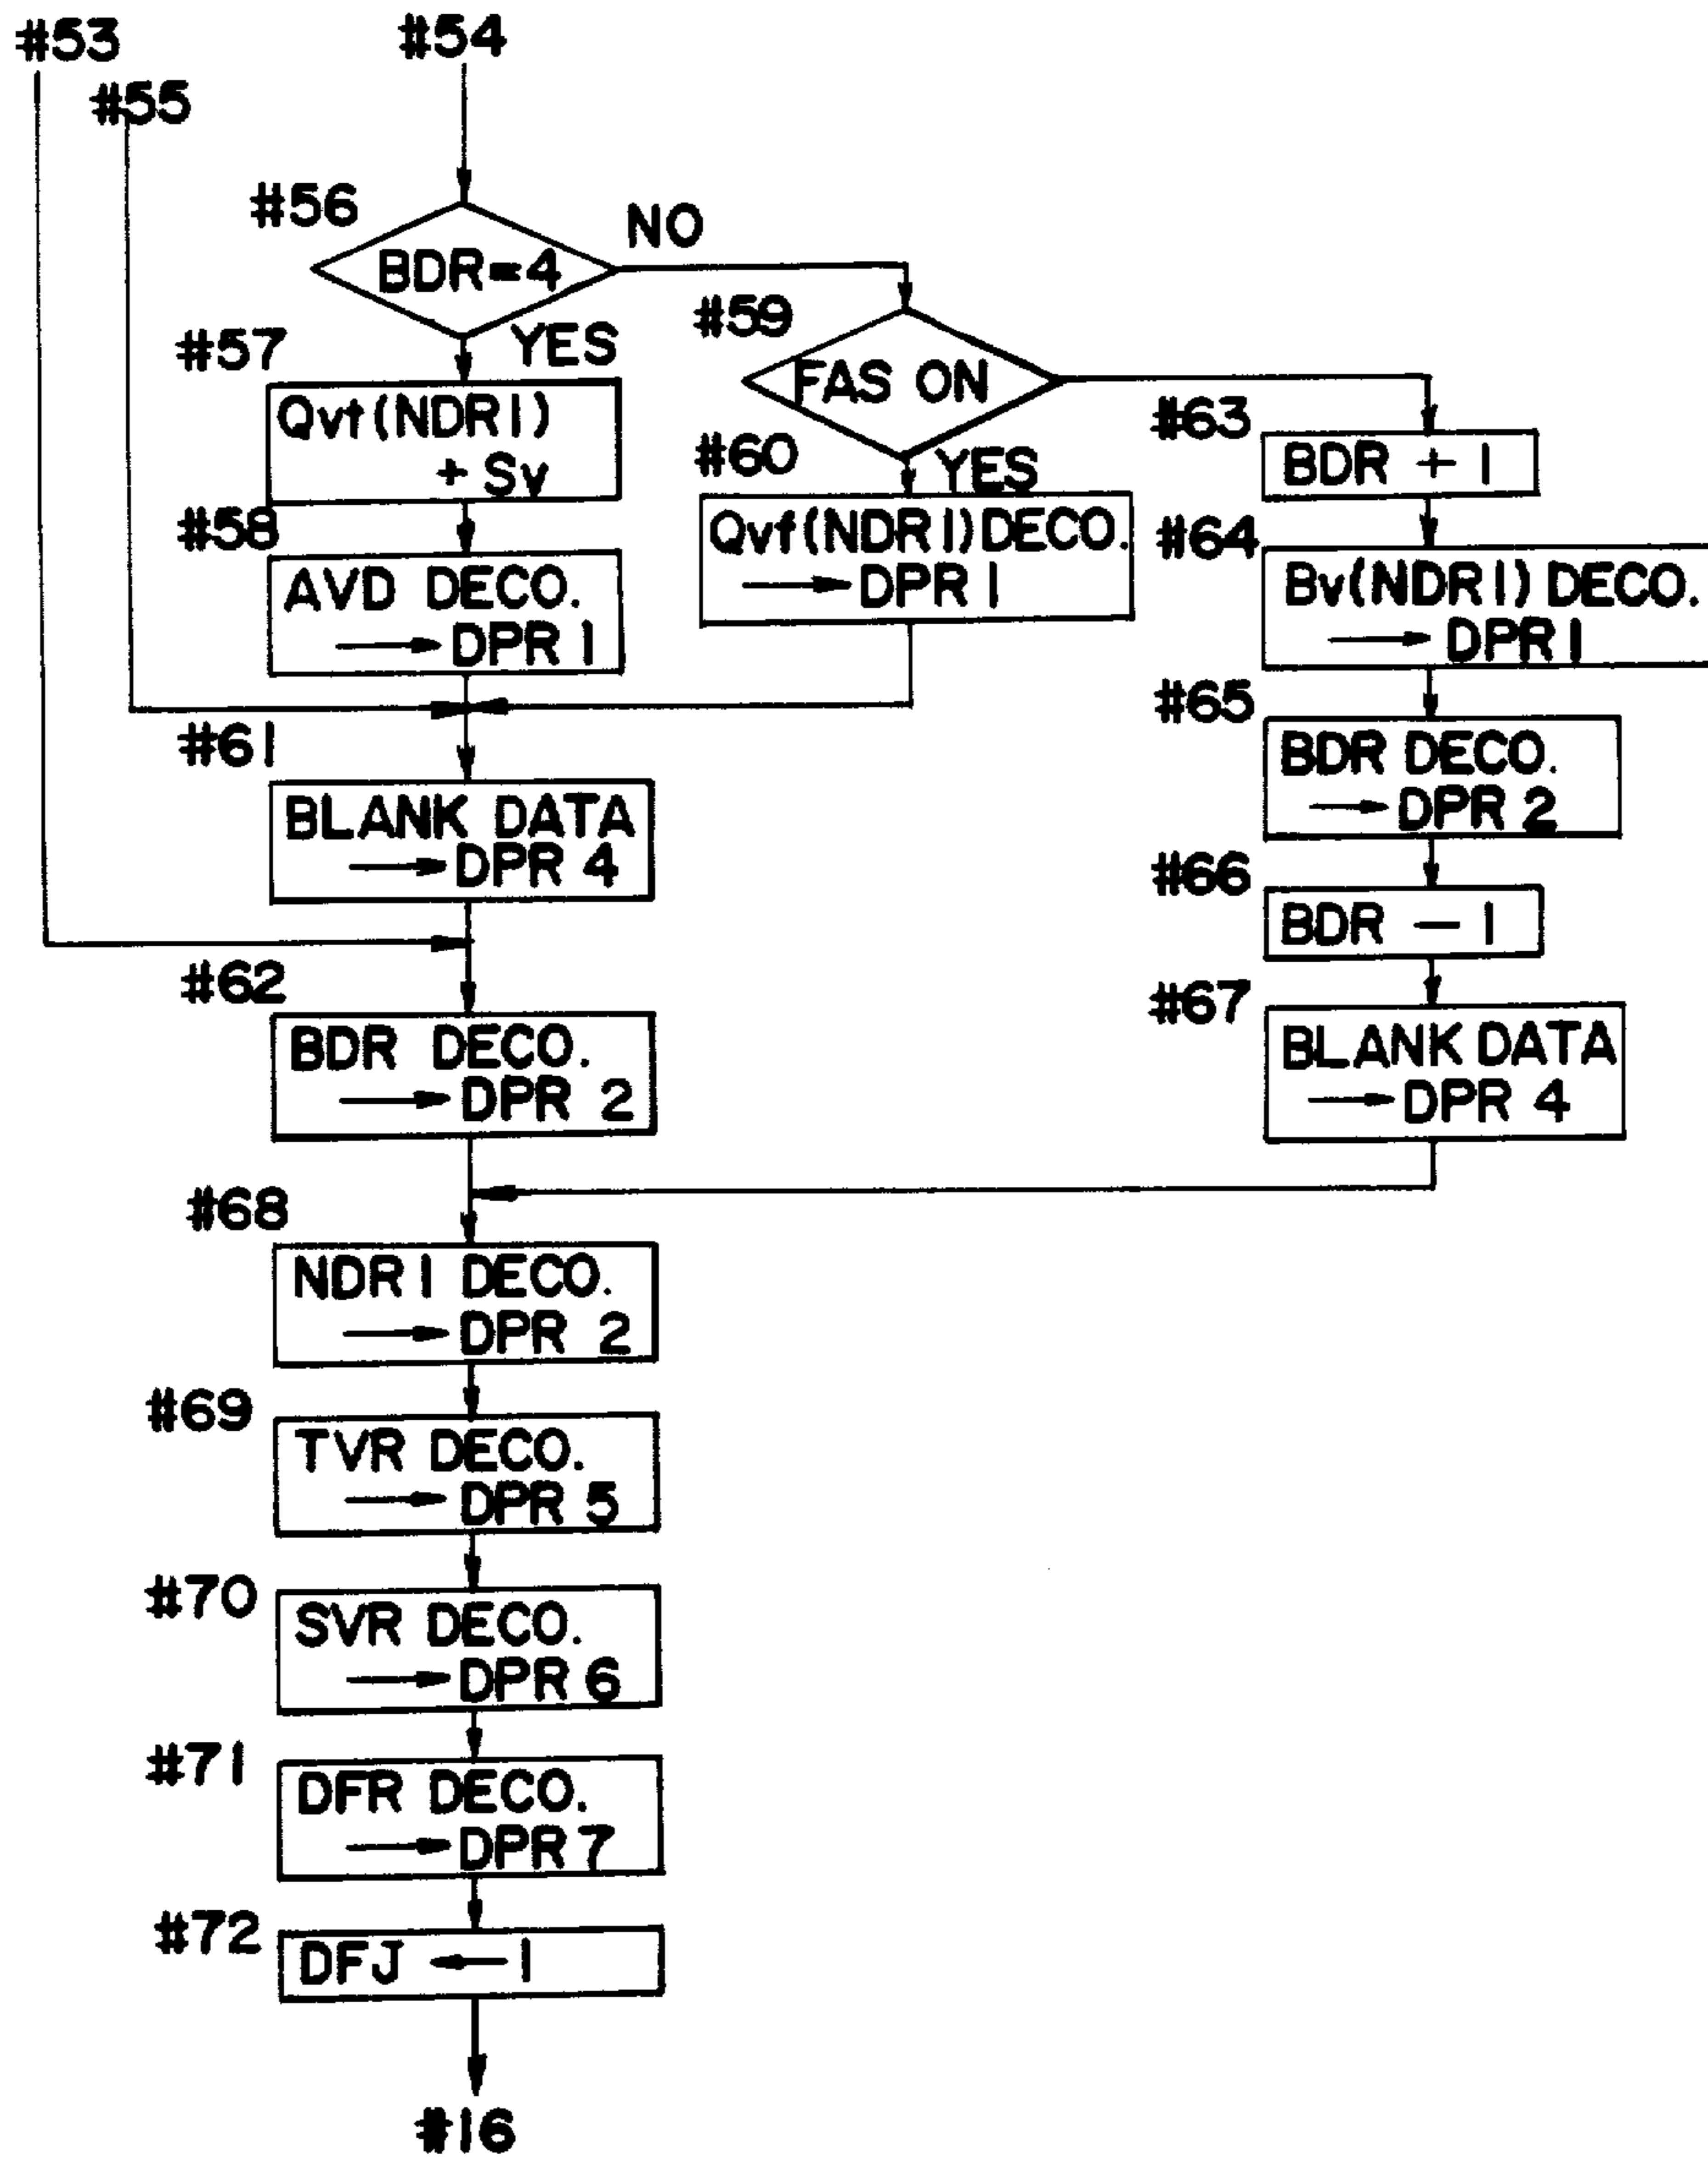 #53
#54
#55
#56
BDR=4
NO
YES
#57
Qvf(NDR1)
+ Sv
#58
AVD DECO.
→ DPR 1
#59
FAS ON
YES
#60
Qvf(NDR1) DECO.
→ DPR 1
#61
BLANK DATA
→ DPR 4
#62
BDR DECO.
→ DPR 2
#63
BDR + 1
#64
Bv(NDR1) DECO.
→ DPR 1
#65
BDR DECO.
→ DPR 2
#66
BDR − 1
#67
BLANK DATA
→ DPR 4
#68
NDR1 DECO.
→ DPR 2
#69
TVR DECO.
→ DPR 5
#70
SVR DECO.
→ DPR 6
#71
DFR DECO.
→ DPR 7
#72
DFJ ← 1
#16